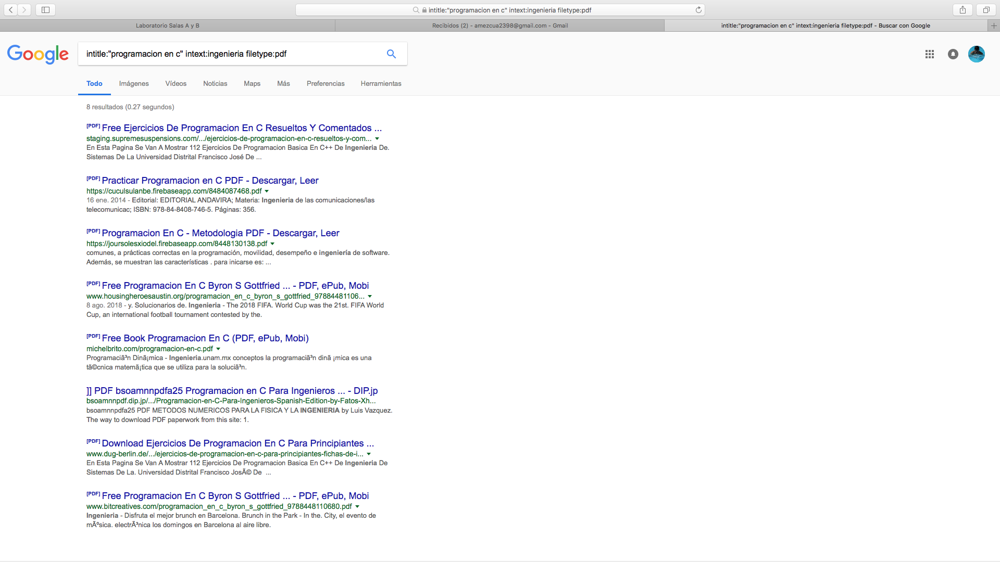 intitle:"programacion en c" intext:ingenieria filetype:pdf
Laboratorio Salas A y B
Recibidos (2) - amezcua2398@gmail.com - Gmail
intitle:"programacion en c" intext:ingenieria filetype:pdf - Buscar con Google
Google
intitle:"programacion en c" intext:ingenieria filetype:pdf
Todo Imágenes Vídeos Noticias Maps Más Preferencias Herramientas
8 resultados (0.27 segundos)
[PDF] Free Ejercicios De Programacion En C Resueltos Y Comentados ...
staging.supremesuspensions.com/.../ejercicios-de-programacion-en-c-resueltos-y-com...
En Esta Pagina Se Van A Mostrar 112 Ejercicios De Programacion Basica En C++ De Ingenieria De.
Sistemas De La Universidad Distrital Francisco José De ...
[PDF] Practicar Programacion en C PDF - Descargar, Leer
https://cuculsulanbe.firebaseapp.com/8484087468.pdf
16 ene. 2014 - Editorial: EDITORIAL ANDAVIRA; Materia: Ingenieria de las comunicaciones/las
telecomunicac; ISBN: 978-84-8408-746-5. Páginas: 356.
[PDF] Programacion En C - Metodologia PDF - Descargar, Leer
https://joursolesxiodel.firebaseapp.com/8448130138.pdf
comunes, a prácticas correctas en la programación, movilidad, desempeño e ingeniería de software.
Además, se muestran las características . para inicarse es: ...
[PDF] Free Programacion En C Byron S Gottfried ... - PDF, ePub, Mobi
www.housingheroesaustin.org/programacion_en_c_byron_s_gottfried_97884481106...
8 ago. 2018 - y. Solucionarios de. Ingenieria - The 2018 FIFA. World Cup was the 21st. FIFA World
Cup, an international football tournament contested by the.
[PDF] Free Book Programacion En C (PDF, ePub, Mobi)
michelbrito.com/programacion-en-c.pdf
Programaciã³n Dinã¡mica - Ingenieria.unam.mx conceptos la programaciã³n dinã ¡mica es una
tã©cnica matemã¡tica que se utiliza para la soluciã³n.
]] PDF bsoamnnpdfa25 Programacion en C Para Ingenieros ... - DIP.jp
bsoamnnpdf.dip.jp/.../Programacion-en-C-Para-Ingenieros-Spanish-Edition-by-Fatos-Xh...
bsoamnnpdfa25 PDF METODOS NUMERICOS PARA LA FISICA Y LA INGENIERIA by Luis Vazquez.
The way to download PDF paperwork from this site: 1.
[PDF] Download Ejercicios De Programacion En C Para Principiantes ...
www.dug-berlin.de/.../ejercicios-de-programacion-en-c-para-principiantes-fichas-de-i...
En Esta Pagina Se Van A Mostrar 112 Ejercicios De Programacion Basica En C++ De Ingenieria De
Sistemas De La. Universidad Distrital Francisco JosÃ© De ...
[PDF] Free Programacion En C Byron S Gottfried ... - PDF, ePub, Mobi
www.bitcreatives.com/programacion_en_c_byron_s_gottfried_9788448110680.pdf
Ingenieria - Disfruta el mejor brunch en Barcelona. Brunch in the Park - In the. City, el evento de
mÃºsica. electrÃ³nica los domingos en Barcelona al aire libre.